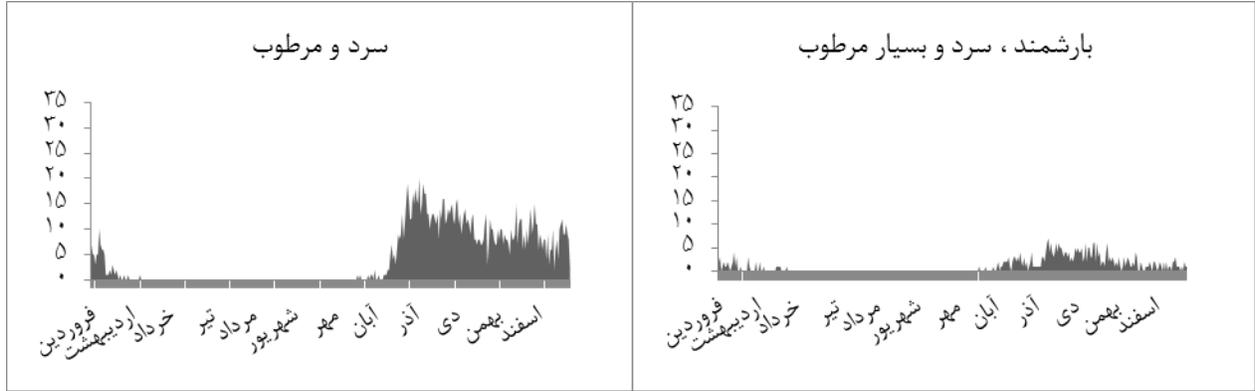 بارشمند ، سرد و بسیار مرطوب
۳۵
۳۰
۲۵
۲۰
۱۵
۱۰
۵
۰
فروردین
اردیبهشت
خرداد
تیر
مرداد
شهریور
مهر
آبان
آذر
دی
بهمن
اسفند
سرد و مرطوب
۳۵
۳۰
۲۵
۲۰
۱۵
۱۰
۵
۰
فروردین
اردیبهشت
خرداد
تیر
مرداد
شهریور
مهر
آبان
آذر
دی
بهمن
اسفند